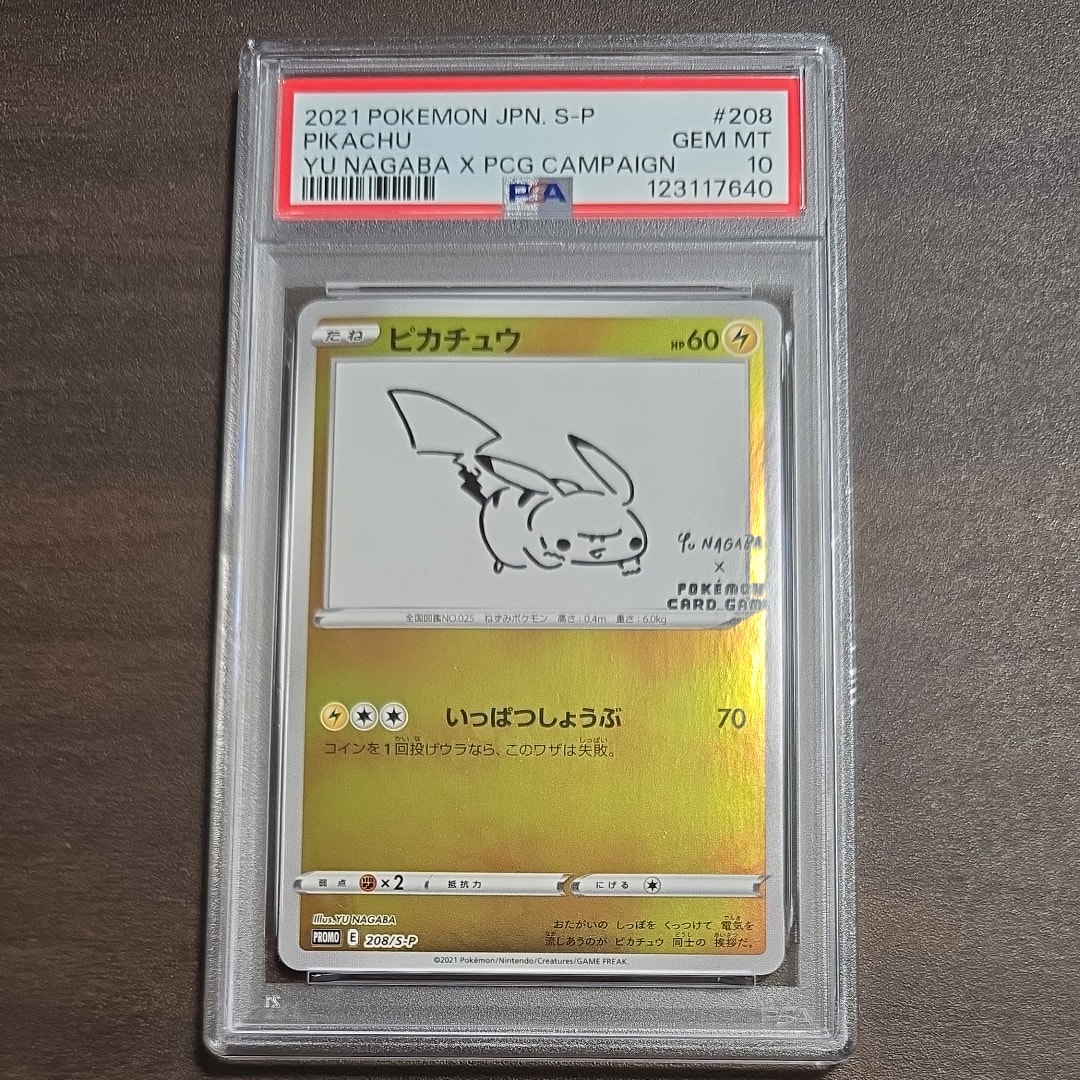 2021 POKEMON JPN. S-P #208
PIKACHU GEM MT
YU NAGABA X PCG CAMPAIGN 10
PSA 123117640
たね ピカチュウ HP60
Yu NAGABA
×
POKÉMON
CARD GAME
全国図鑑NO.025 ねずみポケモン 高さ:0.4m 重さ:6.0kg
いっぱつしょうぶ 70
コインを1回投げウラなら、このワザは失敗。
弱点 ×2 抵抗力 にげる
Illus.YU NAGABA
おたがいの しっぽを くっつけて 電気を
流しあうのが ピカチュウ 同士の 挨拶だ。
PROMO E 208/S-P
©2021 Pokémon/Nintendo/Creatures/GAME FREAK.
PSA